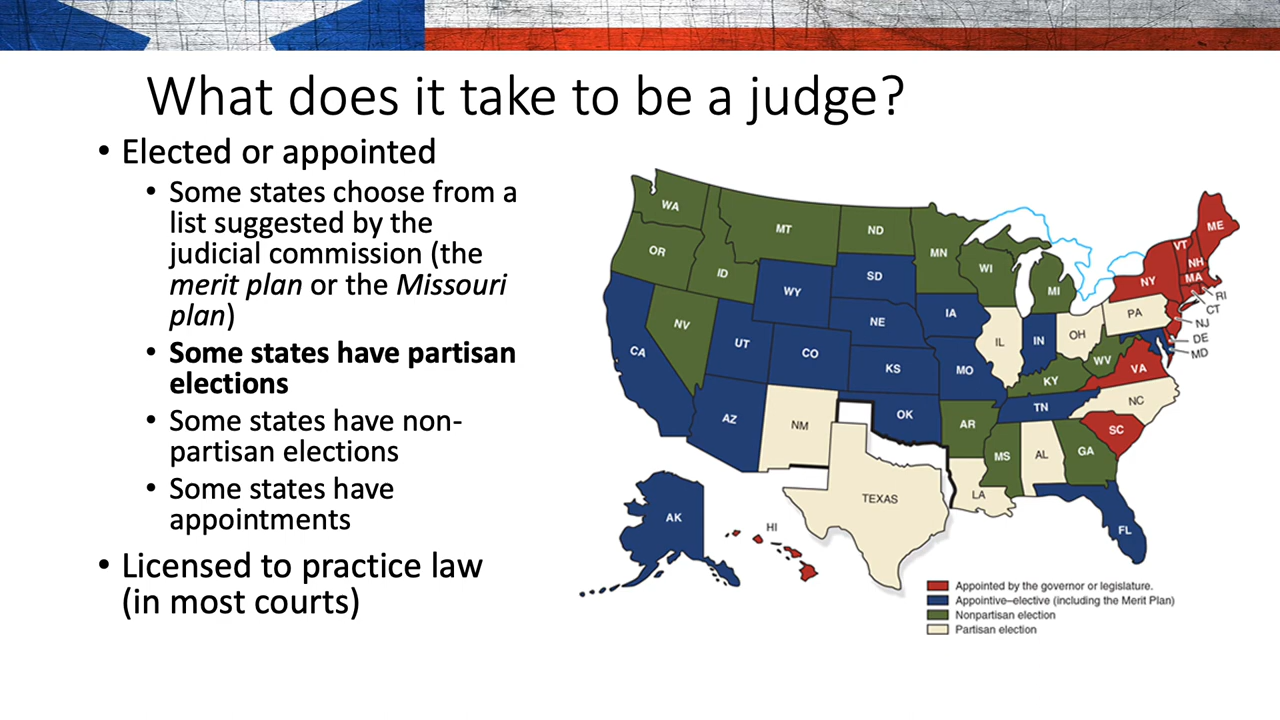 What does it take to be a judge?
• Elected or appointed
• Some states choose from a
list suggested by the
judicial commission (the
merit plan or the Missouri
plan)
• Some states have partisan
elections
• Some states have non-
partisan elections
• Some states have
appointments
• Licensed to practice law
(in most courts)
WA
OR
ID
MT
ND
MN
WI
MI
SD
WY
NV
CA
UT
CO
NE
IA
KS
MO
IL
IN
OH
PA
NY
VT
ME
NH
MA
RI
CT
NJ
DE
MD
WV
VA
KY
NC
TN
SC
AZ
NM
OK
AR
MS
AL
GA
LA
TEXAS
FL
AK
HI
Appointed by the governor or legislature.
Appointive–elective (including the Merit Plan)
Nonpartisan election
Partisan election